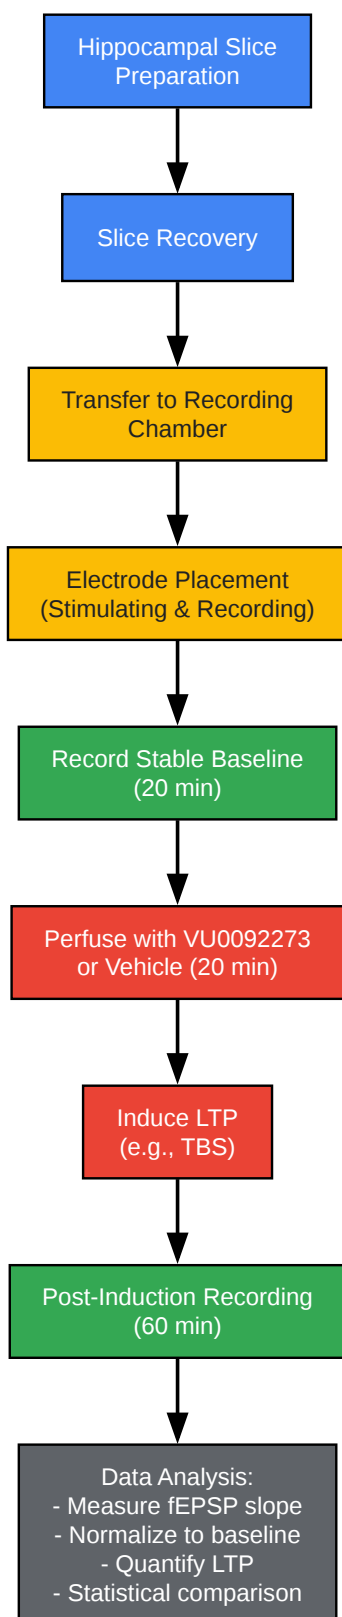 Hippocampal Slice
Preparation
Slice Recovery
Transfer to Recording
Chamber
Electrode Placement
(Stimulating & Recording)
Record Stable Baseline
(20 min)
Perfuse with VU0092273
or Vehicle (20 min)
Induce LTP
(e.g., TBS)
Post-Induction Recording
(60 min)
Data Analysis:
- Measure fEPSP slope
- Normalize to baseline
- Quantify LTP
- Statistical comparison